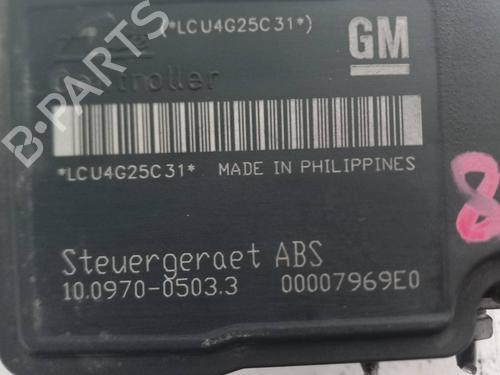 (*LCU4G25C31*)
GM
B-PARTS
*LCU4G25C31* MADE IN PHILIPPINES
8
Steuergeraet ABS
10.0970-0503.3 00007969E0